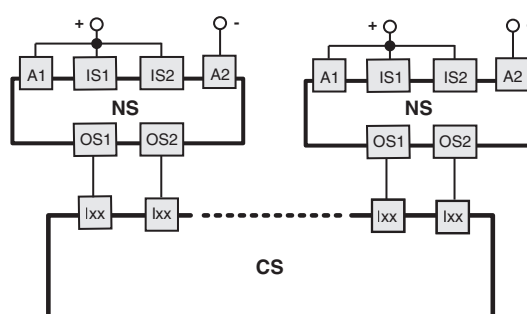 + - + -
A1 IS1 IS2 A2 A1 IS1 IS2 A2
NS NS
OS1 OS2 OS1 OS2
Ixx Ixx Ixx Ixx
CS